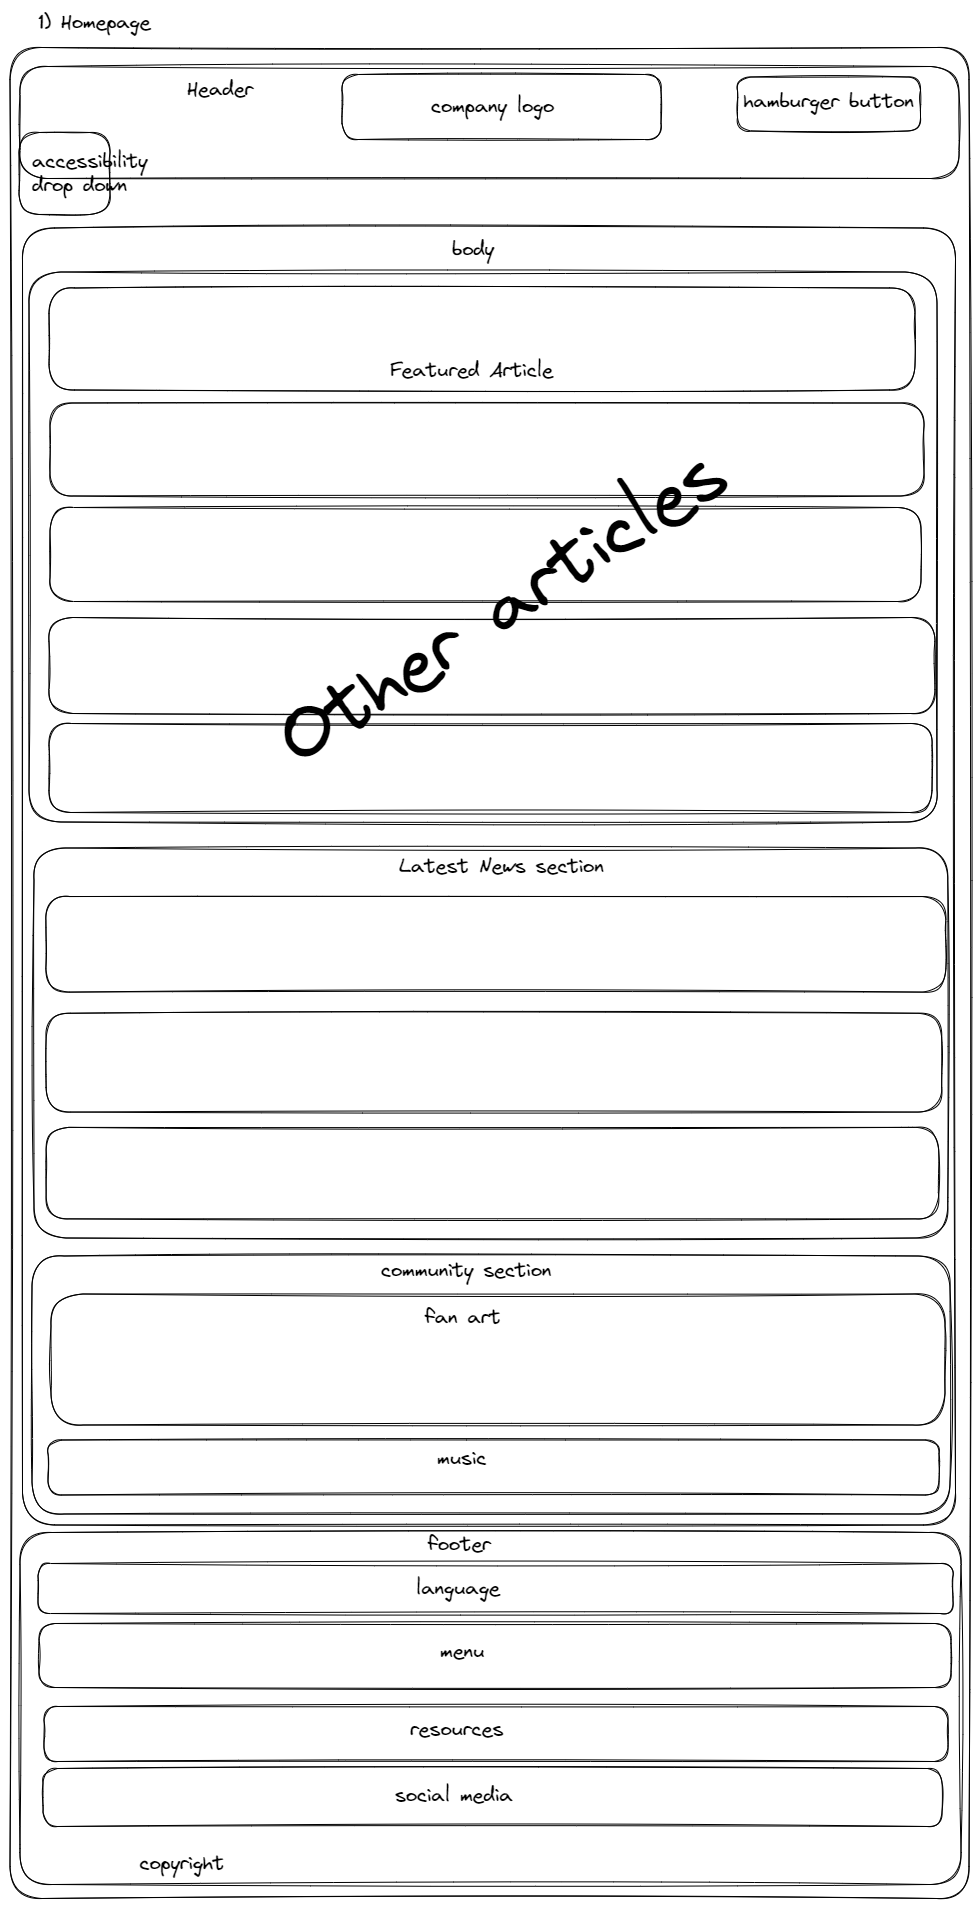 1) Homepage
Header
company logo
hamburger button
accessibility
drop down
body
Featured Article
Other articles
Latest News section
community section
fan art
music
footer
language
menu
resources
social media
copyright